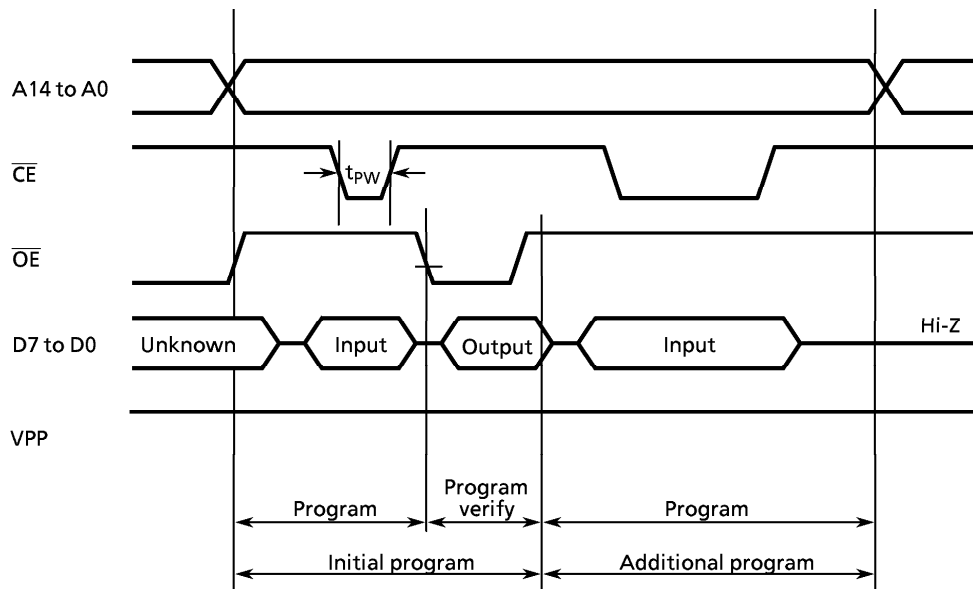 A14 to A0
CE
tPW
OE
D7 to D0
Unknown
Input
Output
Input
Hi-Z
VPP
Program
Program
verify
Program
Initial program
Additional program